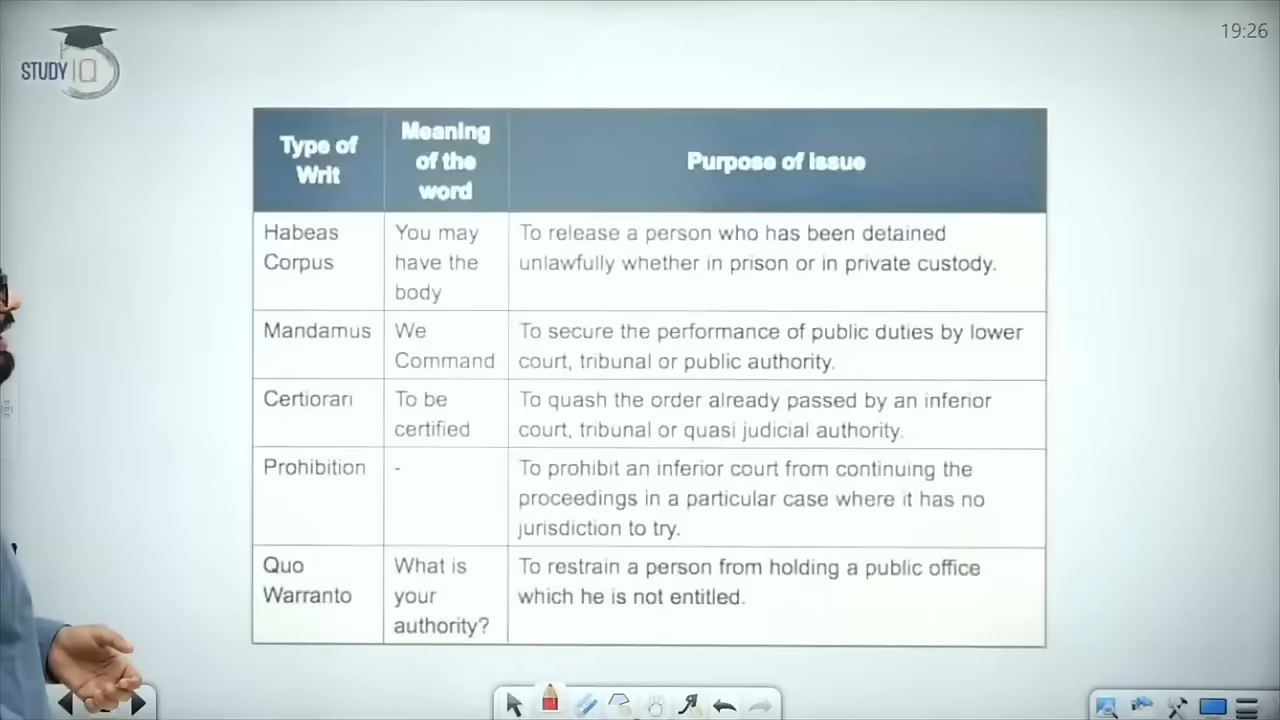 STUDY IQ
19:26
Type of Writ
Meaning of the word
Purpose of Issue
Habeas Corpus
You may have the body
To release a person who has been detained
unlawfully whether in prison or in private custody.
Mandamus
We Command
To secure the performance of public duties by lower
court, tribunal or public authority.
Certiorari
To be certified
To quash the order already passed by an inferior
court, tribunal or quasi judicial authority.
Prohibition
-
To prohibit an inferior court from continuing the
proceedings in a particular case where it has no
jurisdiction to try.
Quo Warranto
What is your authority?
To restrain a person from holding a public office
which he is not entitled.